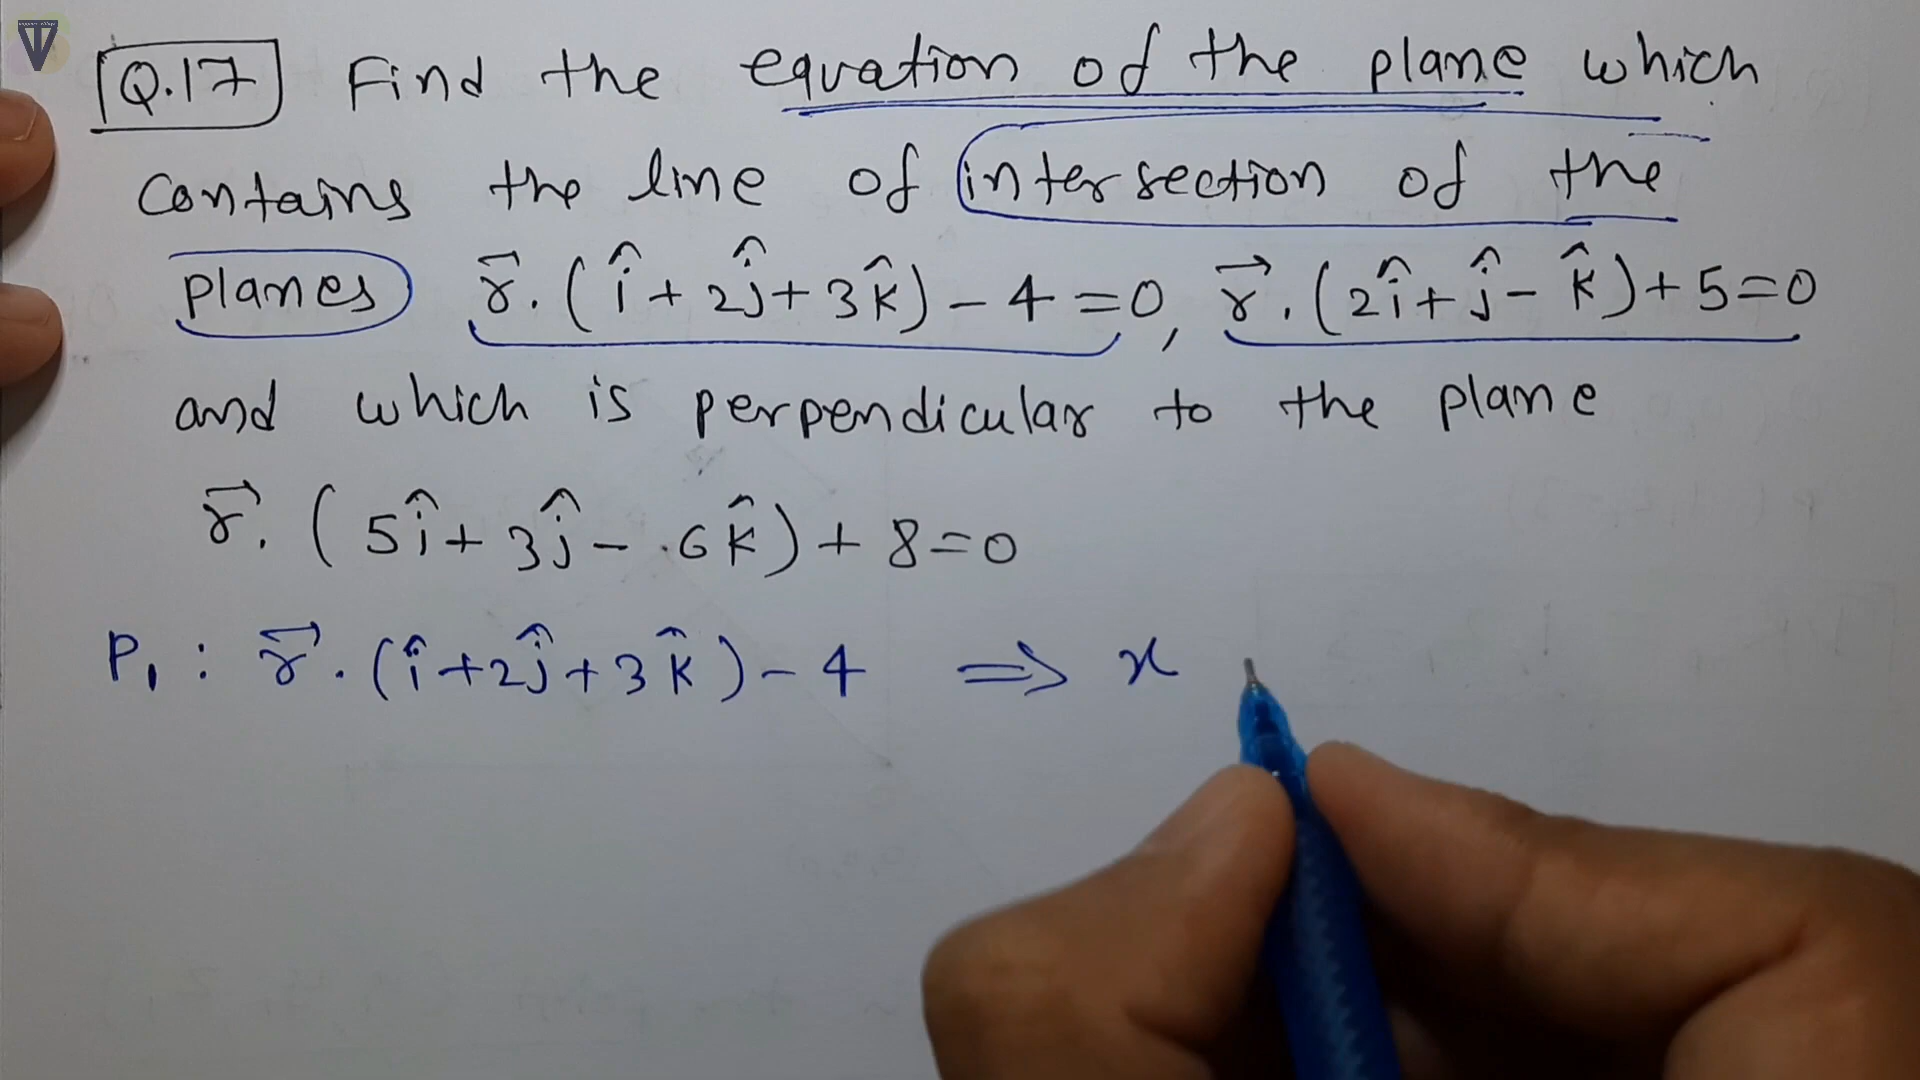 Q.17 Find the equation of the plane which
contains the line of intersection of the
planes r⃗.(î+2ĵ+3k̂)-4=0, r⃗.(2î+ĵ-k̂)+5=0
and which is perpendicular to the plane
r⃗.(5î+3ĵ-6k̂)+8=0
P₁ : r⃗.(î+2ĵ+3k̂)-4 ⇒ x